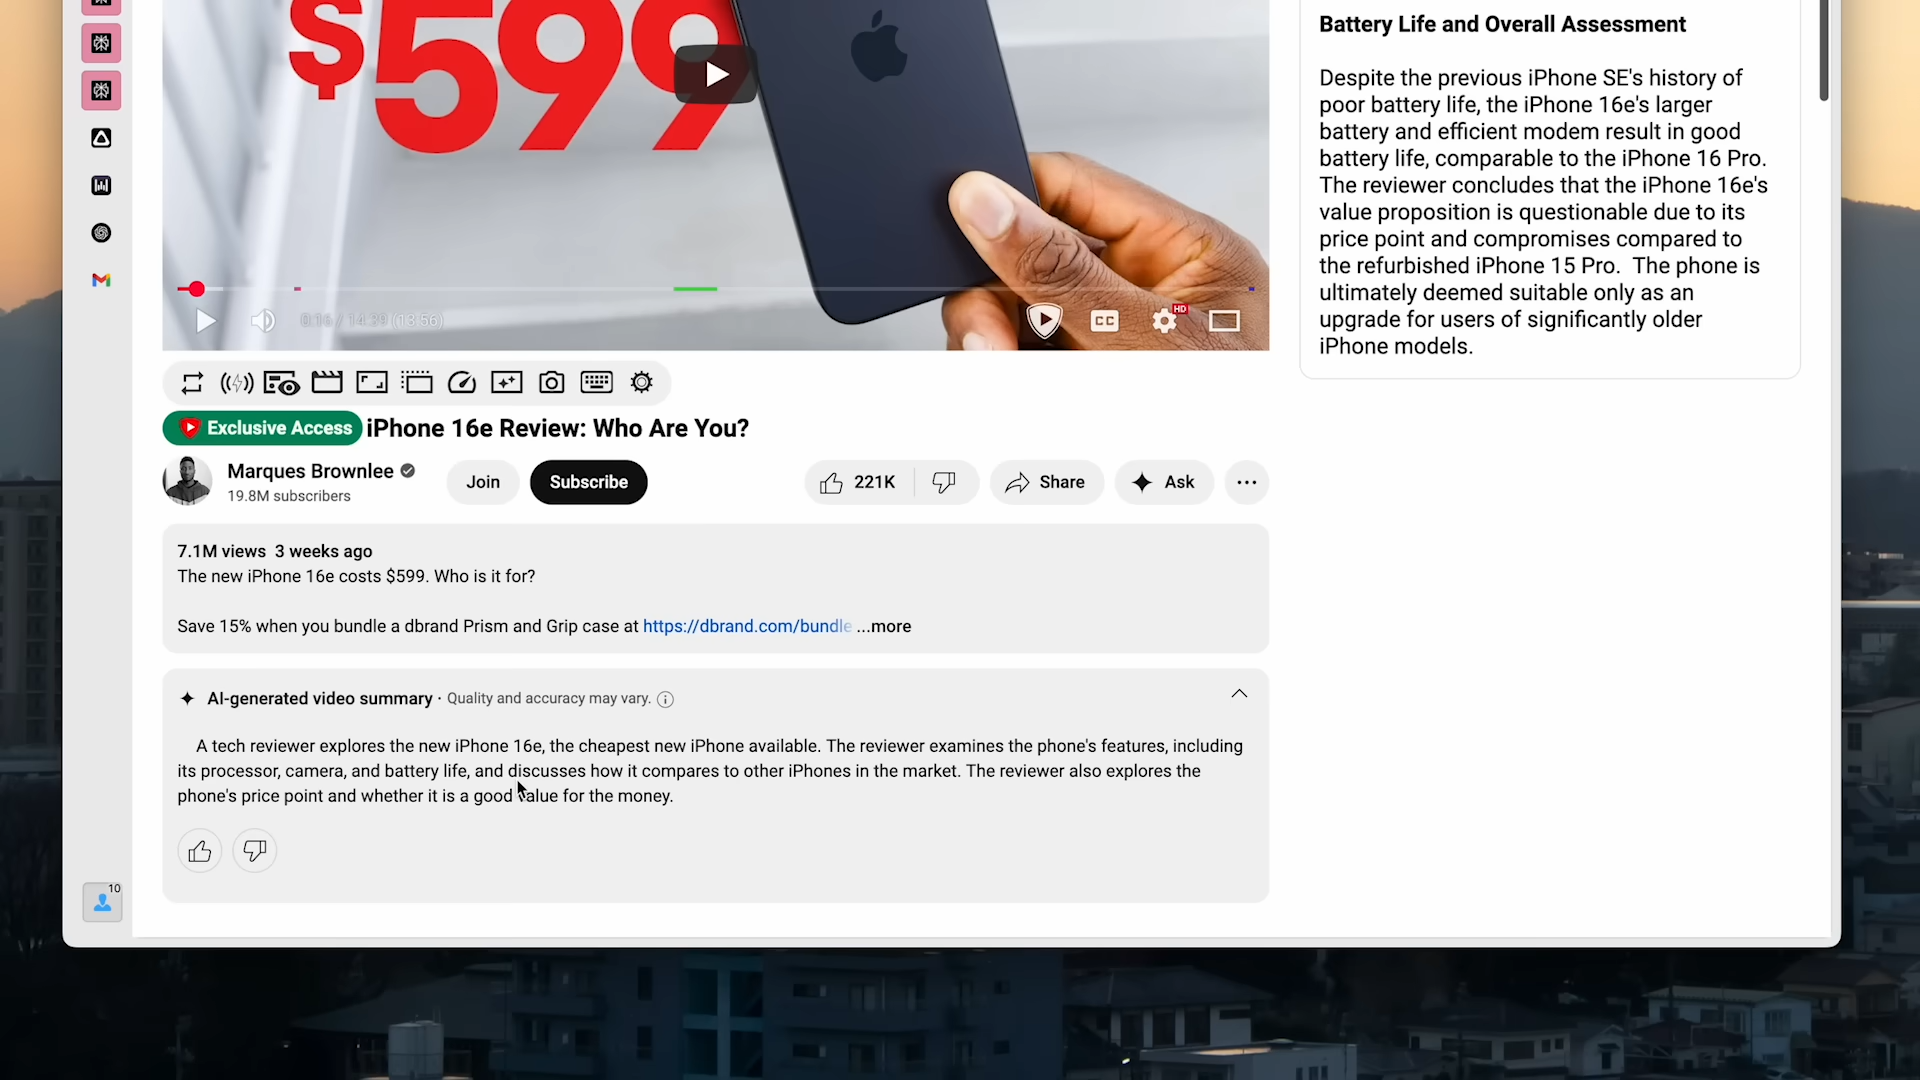 $599
0:16 / 14:39 (13:56)
CC
HD
Exclusive Access
iPhone 16e Review: Who Are You?
Marques Brownlee
19.8M subscribers
Join
Subscribe
221K
Share
Ask
7.1M views 3 weeks ago
The new iPhone 16e costs $599. Who is it for?
Save 15% when you bundle a dbrand Prism and Grip case at https://dbrand.com/bundle ...more
AI-generated video summary · Quality and accuracy may vary.
A tech reviewer explores the new iPhone 16e, the cheapest new iPhone available. The reviewer examines the phone's features, including
its processor, camera, and battery life, and discusses how it compares to other iPhones in the market. The reviewer also explores the
phone's price point and whether it is a good value for the money.
10
Battery Life and Overall Assessment
Despite the previous iPhone SE's history of
poor battery life, the iPhone 16e's larger
battery and efficient modem result in good
battery life, comparable to the iPhone 16 Pro.
The reviewer concludes that the iPhone 16e's
value proposition is questionable due to its
price point and compromises compared to
the refurbished iPhone 15 Pro. The phone is
ultimately deemed suitable only as an
upgrade for users of significantly older
iPhone models.